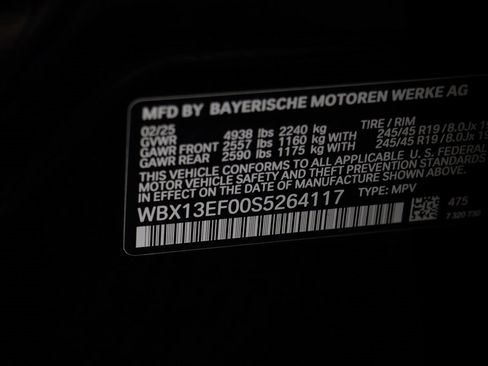 MFD BY BAYERISCHE MOTOREN WERKE AG
02/25 TIRE / RIM
GVWR 4938 lbs 2240 kg
GAWR FRONT 2557 lbs 1160 kg WITH 245/45 R19 / 8.0Jx
GAWR REAR 2590 lbs 1175 kg WITH 245/45 R19 / 8.0Jx
THIS VEHICLE CONFORMS TO ALL APPLICABLE U.S. FEDERAL
MOTOR VEHICLE SAFETY AND THEFT PREVENTION STANDARDS
IN EFFECT ON THE DATE OF MANUFACTURE SHOWN ABOVE.
WBX13EF00S5264117 TYPE: MPV
475
7 320 730